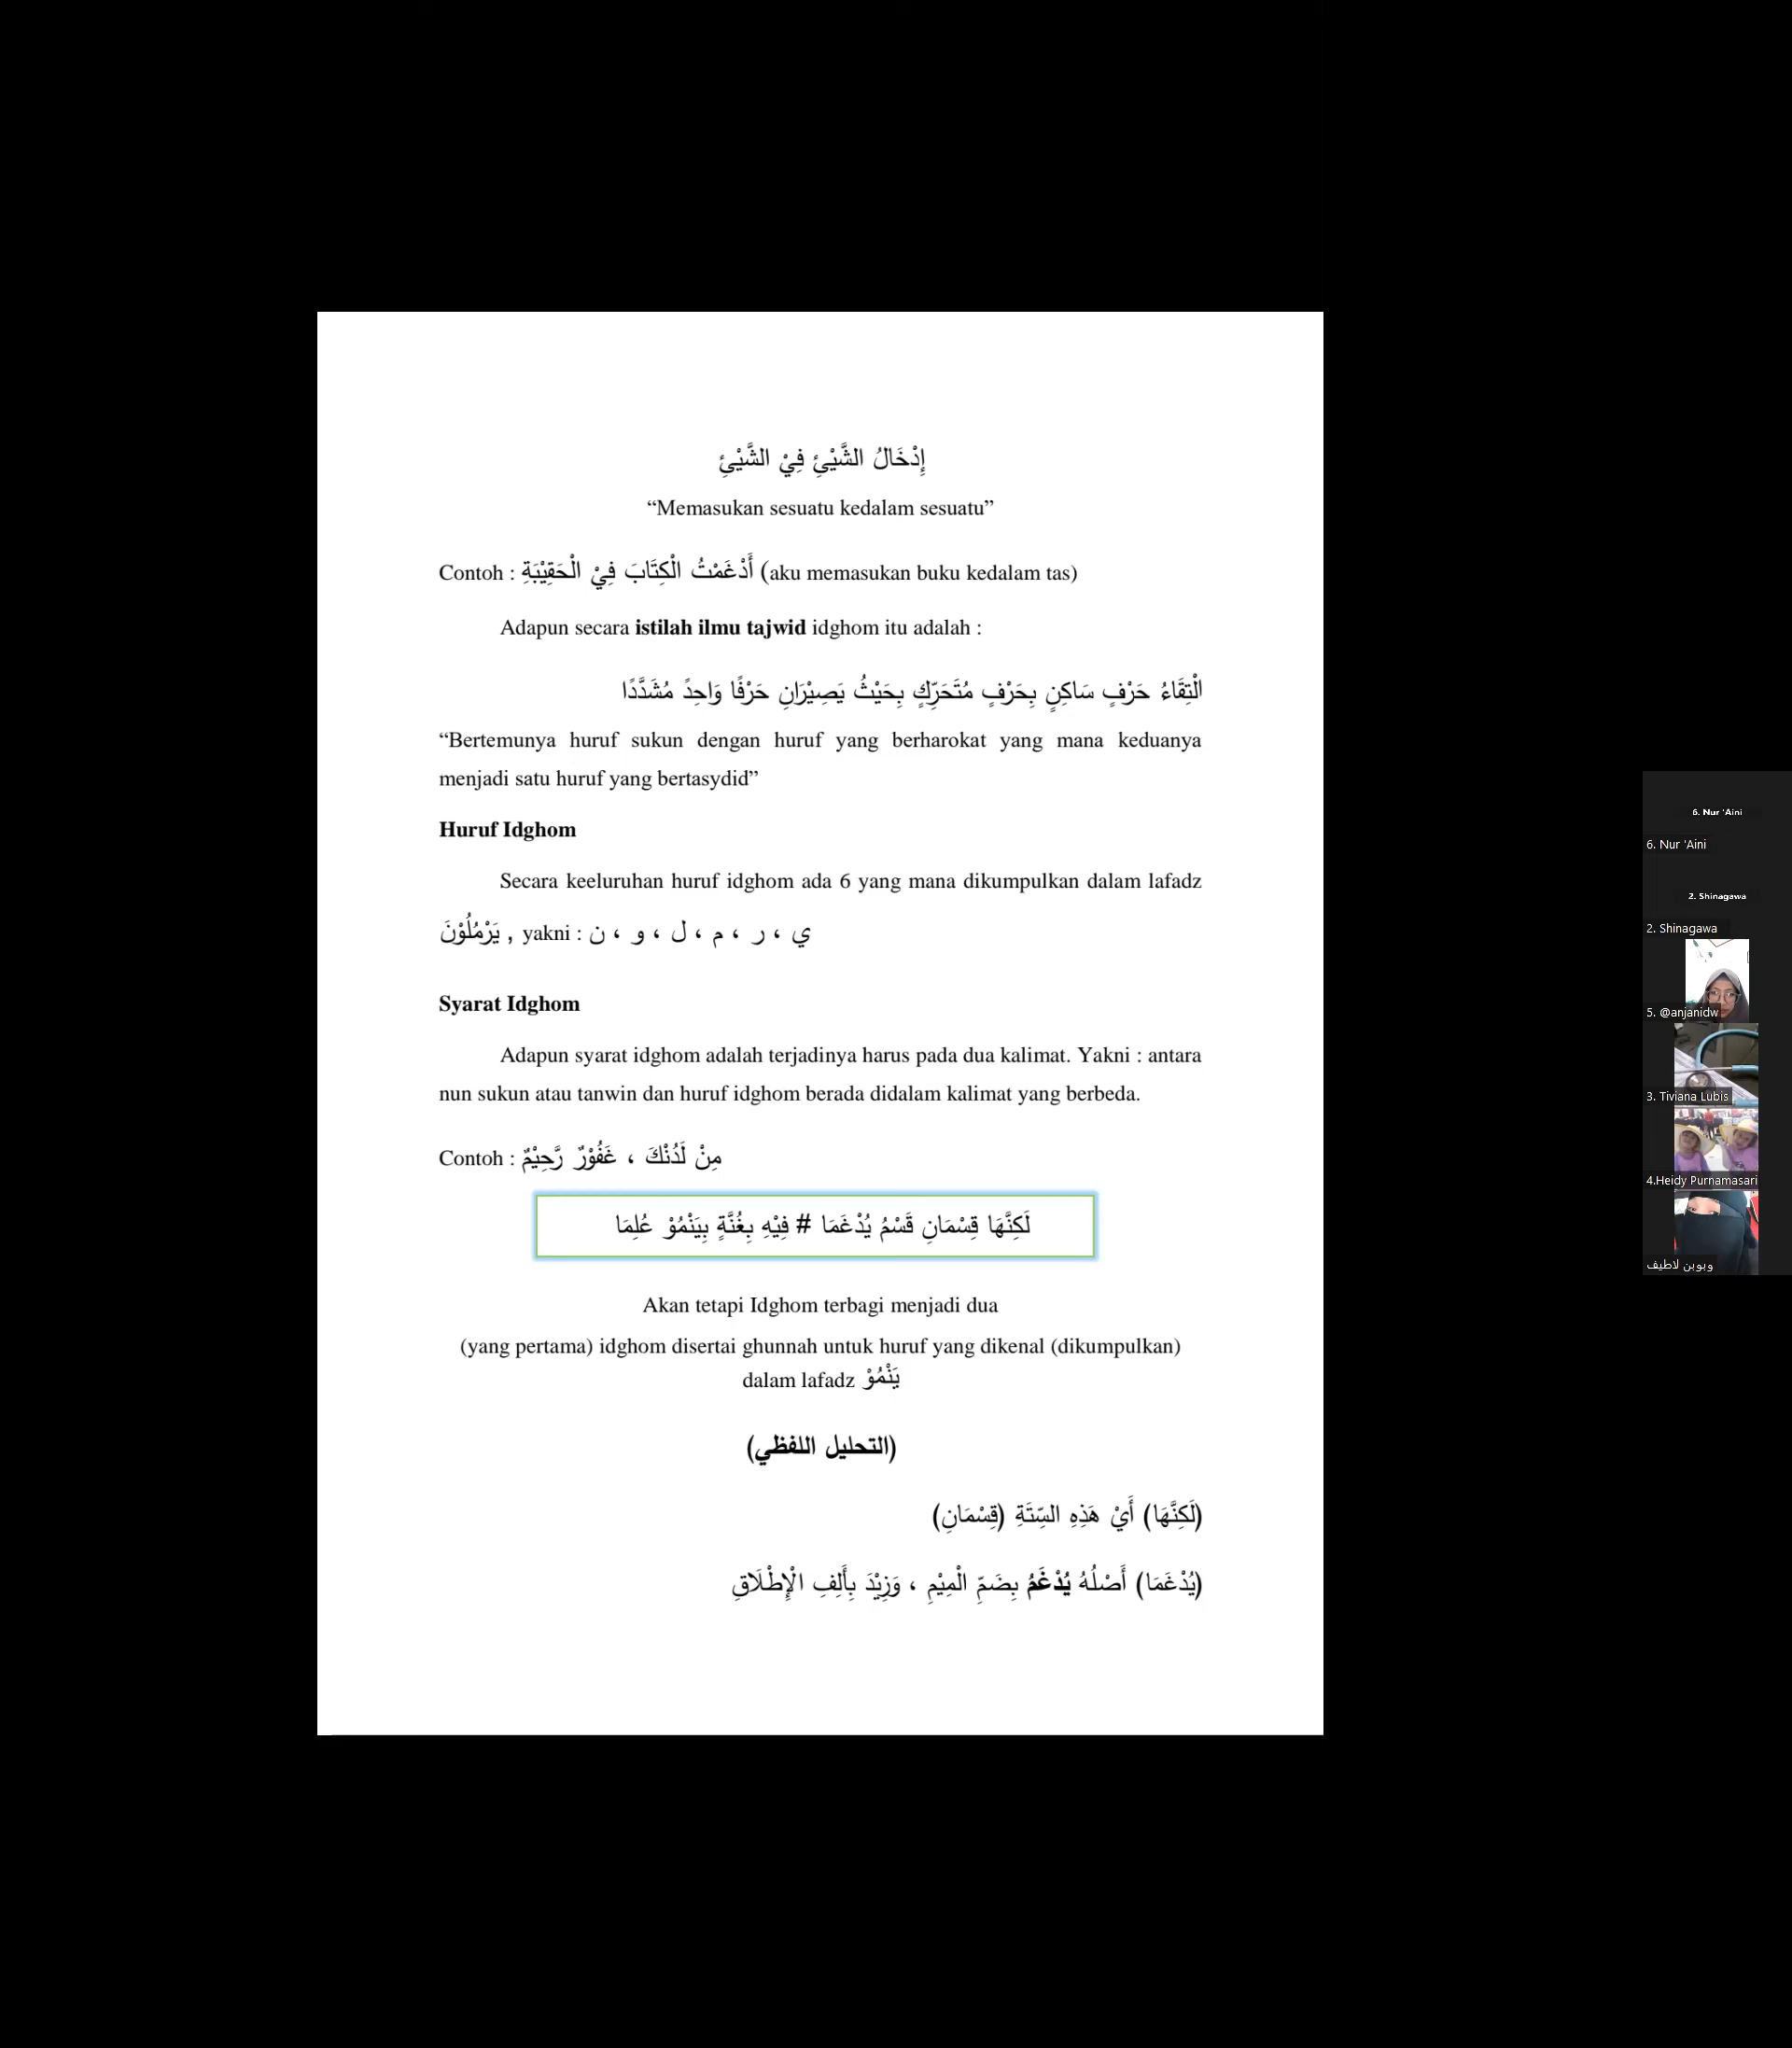 إِدْخَالُ الشَّيْئِ فِيْ الشَّيْئِ
“Memasukan sesuatu kedalam sesuatu”
Contoh : أَدْغَمْتُ الْكِتَابَ فِيْ الْحَقِيْبَةِ (aku memasukan buku kedalam tas)
Adapun secara istilah ilmu tajwid idghom itu adalah :
الْتِقَاءُ حَرْفٍ سَاكِنٍ بِحَرْفٍ مُتَحَرِّكٍ بِحَيْثُ يَصِيْرَانِ حَرْفًا وَاحِدً مُشَدَّدًا
“Bertemunya huruf sukun dengan huruf yang berharokat yang mana keduanya
menjadi satu huruf yang bertasydid”
Huruf Idghom
Secara keeluruhan huruf idghom ada 6 yang mana dikumpulkan dalam lafadz
يَرْمُلُوْنَ , yakni : ي ، ر ، م ، ل ، و ، ن
Syarat Idghom
Adapun syarat idghom adalah terjadinya harus pada dua kalimat. Yakni : antara
nun sukun atau tanwin dan huruf idghom berada didalam kalimat yang berbeda.
Contoh : مِنْ لَدُنْكَ ، غَفُوْرٌ رَّحِيْمٌ
لَكِنَّهَا قِسْمَانِ قَسْمُ يُدْغَمَا # فِيْهِ بِغُنَّةٍ بِيَنْمُوْ عُلِمَا
Akan tetapi Idghom terbagi menjadi dua
(yang pertama) idghom disertai ghunnah untuk huruf yang dikenal (dikumpulkan)
dalam lafadz يَنْمُوْ
(التحليل اللفظي)
(لَكِنَّهَا) أَيْ هَذِهِ السِّتَةِ (قِسْمَانِ)
(يُدْغَمَا) أَصْلُهُ يُدْغَمُ بِضَمِّ الْمِيْمِ ، وَزِيْدَ بِأَلِفِ الْإِطْلَاقِ
6. Nur 'Aini
6. Nur 'Aini
2. Shinagawa
2. Shinagawa
5. @anjanidw
3. Tiviana Lubis
4.Heidy Purnamasari
وبوبن لاطيف